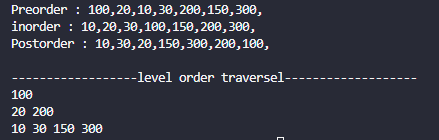 Preorder : 100,20,10,30,200,150,300,
inorder : 10,20,30,100,150,200,300,
Postorder : 10,30,20,150,300,200,100,
------------------level order traversel-------------------
100
20 200
10 30 150 300